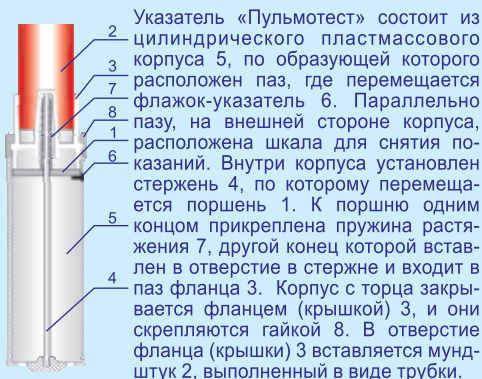 Указатель «Пульмотест» состоит из
цилиндрического пластмассового
корпуса 5, по образующей которого
расположен паз, где перемещается
флажок-указатель 6. Параллельно
пазу, на внешней стороне корпуса,
расположена шкала для снятия по-
казаний. Внутри корпуса установлен
стержень 4, по которому перемеща-
ется поршень 1. К поршню одним
концом прикреплена пружина растя-
жения 7, другой конец которой встав-
лен в отверстие в стержне и входит в
паз фланца 3. Корпус с торца закры-
вается фланцем (крышкой) 3, и они
скрепляются гайкой 8. В отверстие
фланца (крышки) 3 вставляется мунд-
штук 2, выполненный в виде трубки.
2
3
7
8
1
6
5
4